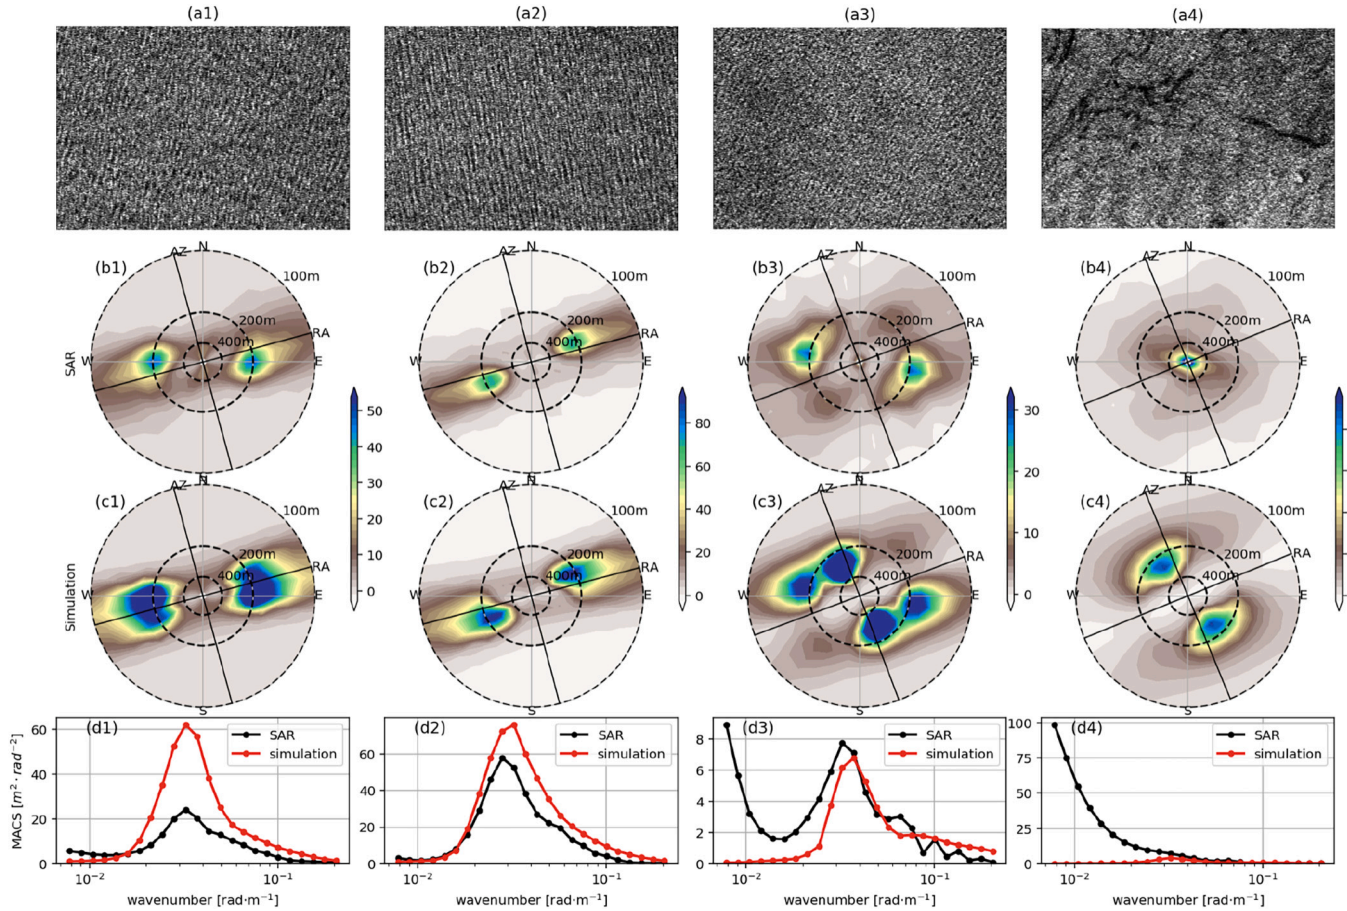 (a1) (a2) (a3) (a4)
(b1) AZ N 100m 200m 400m RA W E
(b2) AZ N 100m 200m 400m RA W E
(b3) AZ N 100m 200m 400m RA W E
(b4) AZ N 100m 200m 400m RA W E
SAR
50 40 30 20 10 0
80 60 40 20 0
30 20 10 0
(c1) AZ 100m 200m 400m RA W E S
(c2) AZ 100m 200m 400m RA W E S
(c3) AZ 100m 200m 400m RA W E S
(c4) AZ 100m 200m 400m RA W E S
Simulation
(d1) SAR simulation
60 40 20 0
MACS [m²· rad⁻²]
10⁻² 10⁻¹
wavenumber [rad·m⁻¹]
(d2) SAR simulation
60 40 20 0
10⁻² 10⁻¹
wavenumber [rad·m⁻¹]
(d3) SAR simulation
8 6 4 2 0
10⁻² 10⁻¹
wavenumber [rad·m⁻¹]
(d4) SAR simulation
100 75 50 25 0
10⁻² 10⁻¹
wavenumber [rad·m⁻¹]